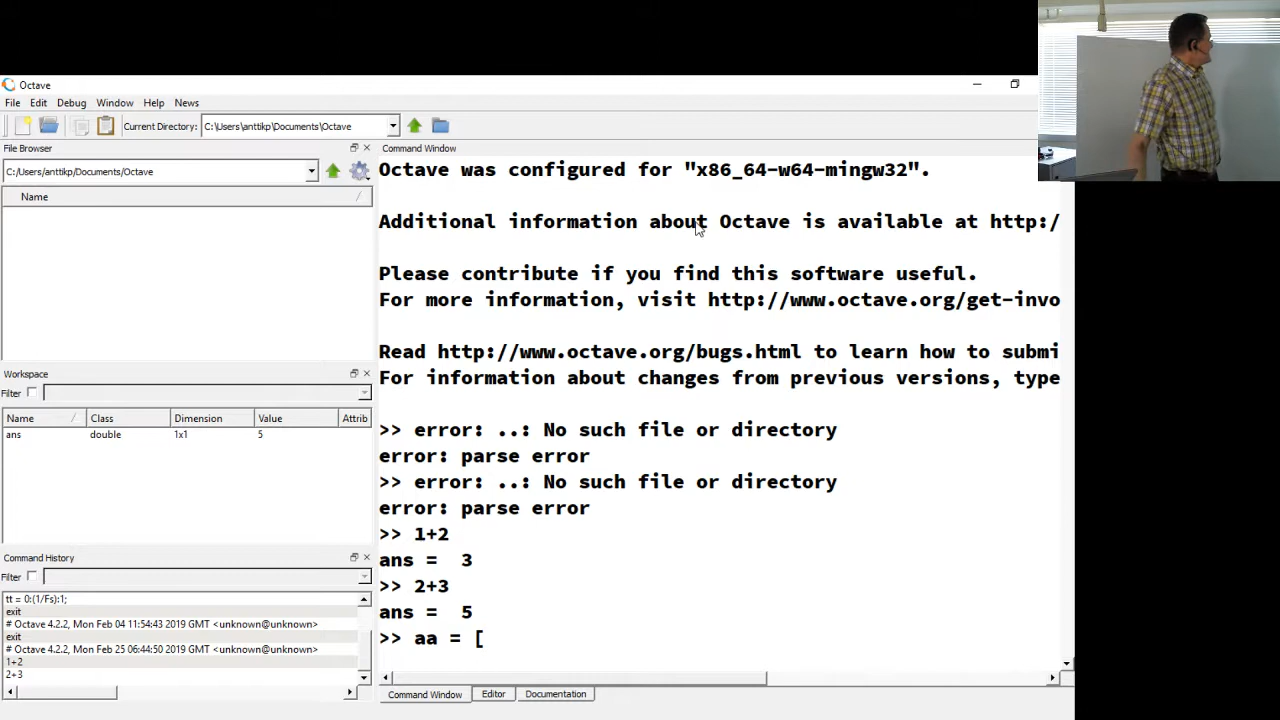 Octave
File Edit Debug Window Help News
Current Directory: C:\Users\anttikp\Documents\Octave
File Browser
C:/Users/anttikp/Documents/Octave
Name
Workspace
Filter
Name Class Dimension Value Attrib
ans double 1x1 5
Command History
Filter
tt = 0:(1/Fs):1;
exit
# Octave 4.2.2, Mon Feb 04 11:54:43 2019 GMT <unknown@unknown>
exit
# Octave 4.2.2, Mon Feb 25 06:44:50 2019 GMT <unknown@unknown>
1+2
2+3
Command Window
Octave was configured for "x86_64-w64-mingw32".
Additional information about Octave is available at http:/
Please contribute if you find this software useful.
For more information, visit http://www.octave.org/get-invo
Read http://www.octave.org/bugs.html to learn how to submi
For information about changes from previous versions, type
>> error: ..: No such file or directory
error: parse error
>> error: ..: No such file or directory
error: parse error
>> 1+2
ans = 3
>> 2+3
ans = 5
>> aa = [
Command Window Editor Documentation